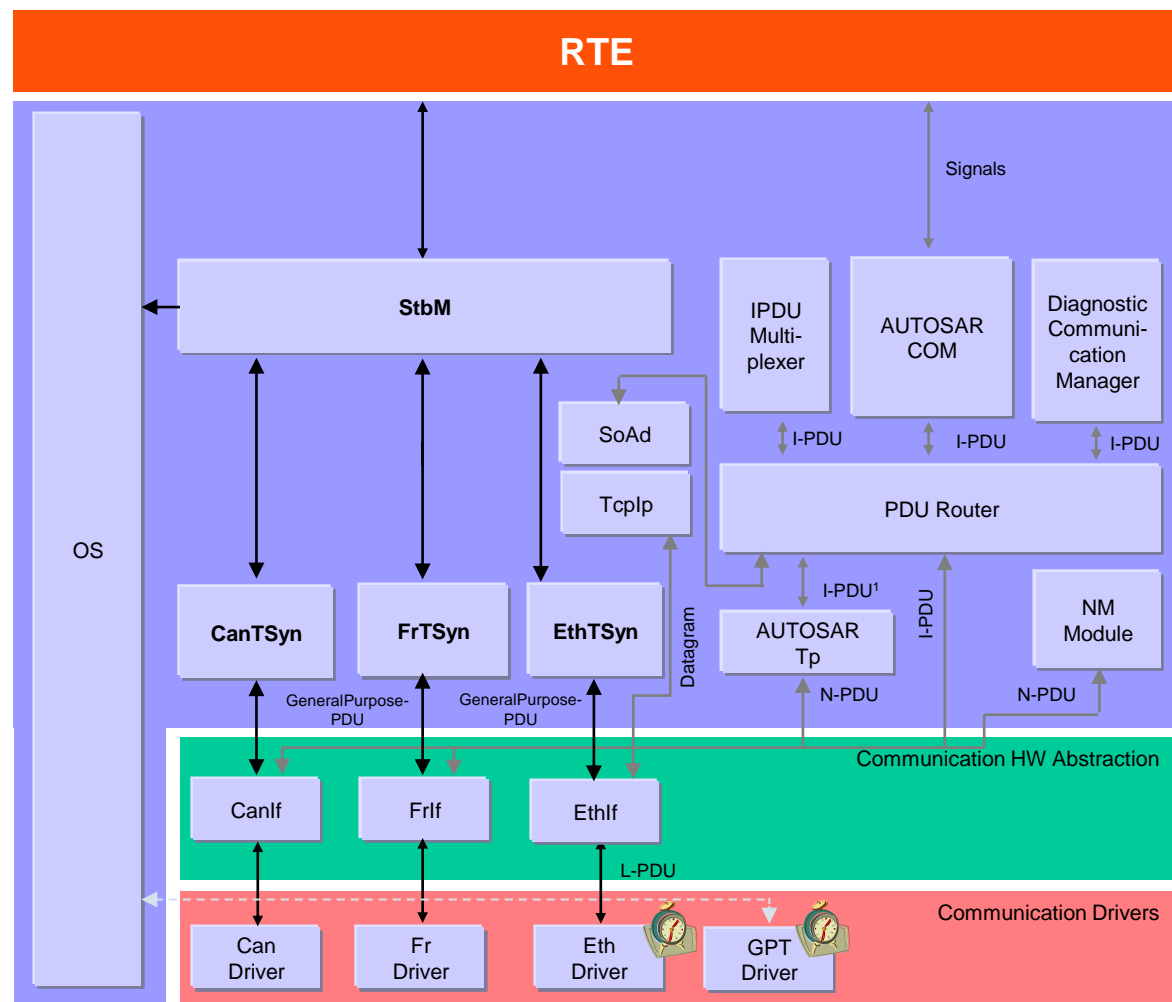 RTE
Signals
StbM
IPDU
Multi-
plexer
AUTOSAR
COM
Diagnostic
Communi-
cation
Manager
SoAd
I-PDU
I-PDU
I-PDU
TcpIp
PDU Router
OS
I-PDU¹
I-PDU
CanTSyn
FrTSyn
EthTSyn
Datagram
AUTOSAR
Tp
NM
Module
GeneralPurpose-
PDU
GeneralPurpose-
PDU
N-PDU
N-PDU
Communication HW Abstraction
CanIf
FrIf
EthIf
L-PDU
Communication Drivers
Can
Driver
Fr
Driver
Eth
Driver
GPT
Driver